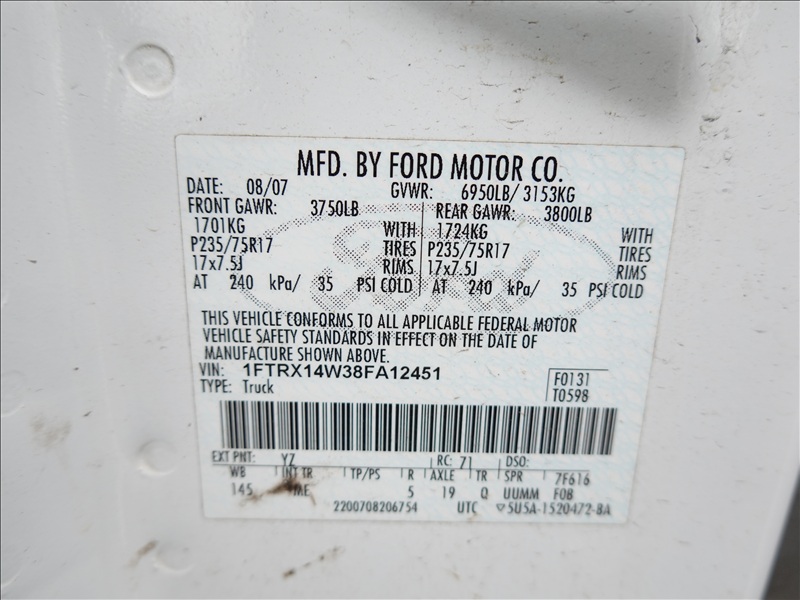 MFD. BY FORD MOTOR CO.
DATE: 08/07 GVWR: 6950LB/ 3153KG
FRONT GAWR: 3750LB REAR GAWR: 3800LB
1701KG WITH 1724KG WITH
P235/75R17 TIRES P235/75R17 TIRES
17x7.5J RIMS 17x7.5J RIMS
AT 240 kPa/ 35 PSI COLD AT 240 kPa/ 35 PSI COLD
Ford
THIS VEHICLE CONFORMS TO ALL APPLICABLE FEDERAL MOTOR
VEHICLE SAFETY STANDARDS IN EFFECT ON THE DATE OF
MANUFACTURE SHOWN ABOVE.
VIN: 1FTRX14W38FA12451
TYPE: Truck
F0131
T0598
EXT PNT: YZ RC: 71 DSO:
WB INT TR TP/PS R AXLE TR SPR 7F616
145 ME 5 19 Q UUMM F08
2200708206754 UTC ▽5U5A-1520472-BA